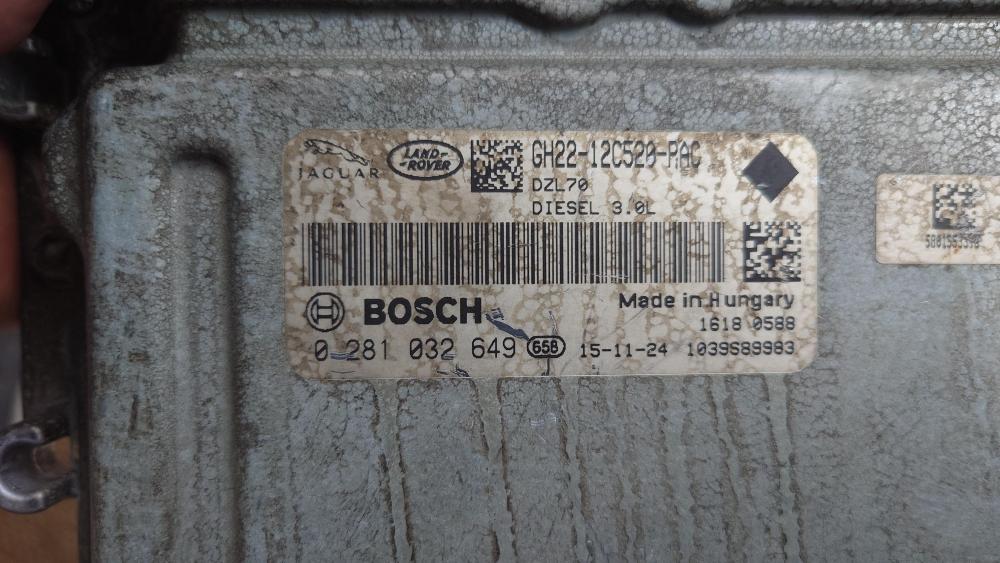 JAGUAR
LAND-
ROVER
GH22-12C520-PAC
DZL70
DIESEL 3.0L
BOSCH
Made in Hungary
1618 0588
0 281 032 649 658 15-11-24 1039S89983